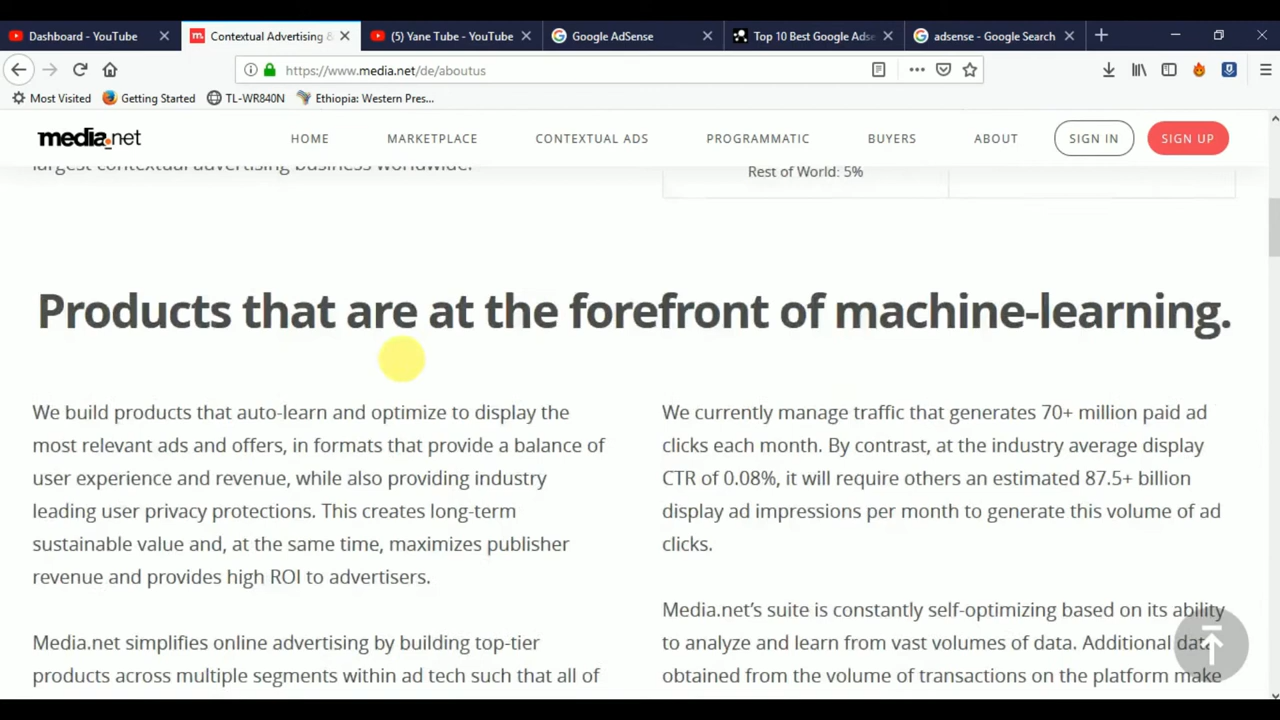 Dashboard - YouTube
Contextual Advertising &
(5) Yane Tube - YouTube
Google AdSense
Top 10 Best Google Adse
adsense - Google Search
https://www.media.net/de/aboutus
Most Visited
Getting Started
TL-WR840N
Ethiopia: Western Pres...
media.net
HOME
MARKETPLACE
CONTEXTUAL ADS
PROGRAMMATIC
BUYERS
ABOUT
SIGN IN
SIGN UP
largest contextual advertising business worldwide.
Rest of World: 5%
Products that are at the forefront of machine-learning.
We build products that auto-learn and optimize to display the
most relevant ads and offers, in formats that provide a balance of
user experience and revenue, while also providing industry
leading user privacy protections. This creates long-term
sustainable value and, at the same time, maximizes publisher
revenue and provides high ROI to advertisers.
Media.net simplifies online advertising by building top-tier
products across multiple segments within ad tech such that all of
We currently manage traffic that generates 70+ million paid ad
clicks each month. By contrast, at the industry average display
CTR of 0.08%, it will require others an estimated 87.5+ billion
display ad impressions per month to generate this volume of ad
clicks.
Media.net's suite is constantly self-optimizing based on its ability
to analyze and learn from vast volumes of data. Additional data
obtained from the volume of transactions on the platform make